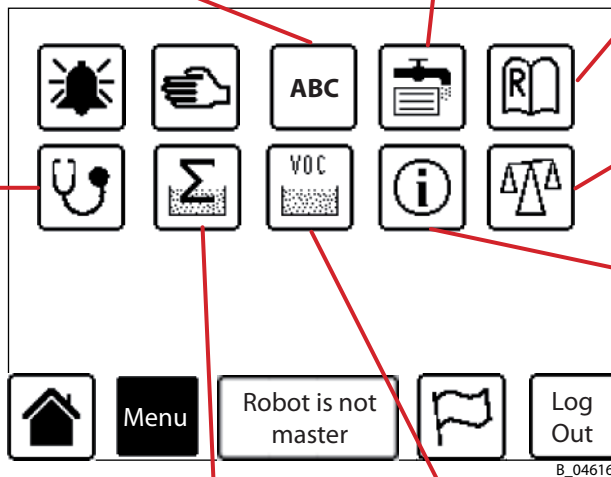 ABC
R
Σ
VOC
i
Menu
Robot is not
master
Log
Out
B_04616